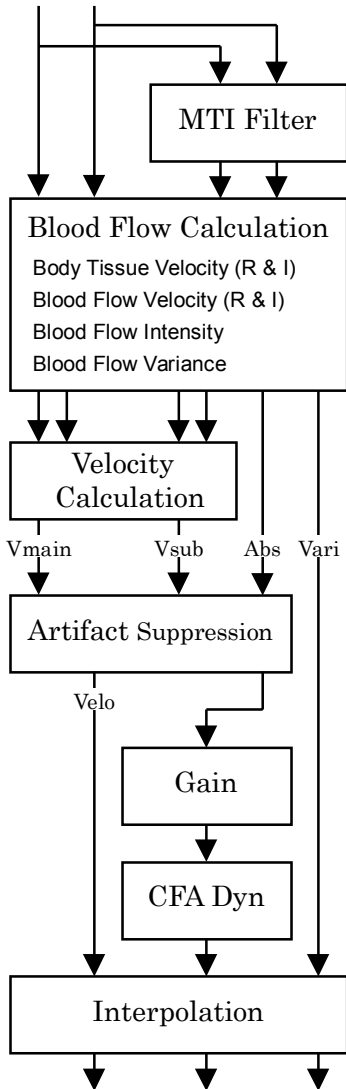 MTI Filter
Blood Flow Calculation
Body Tissue Velocity (R & I)
Blood Flow Velocity (R & I)
Blood Flow Intensity
Blood Flow Variance
Velocity
Calculation
Vmain Vsub Abs Vari
Artifact Suppression
Velo
Gain
CFA Dyn
Interpolation